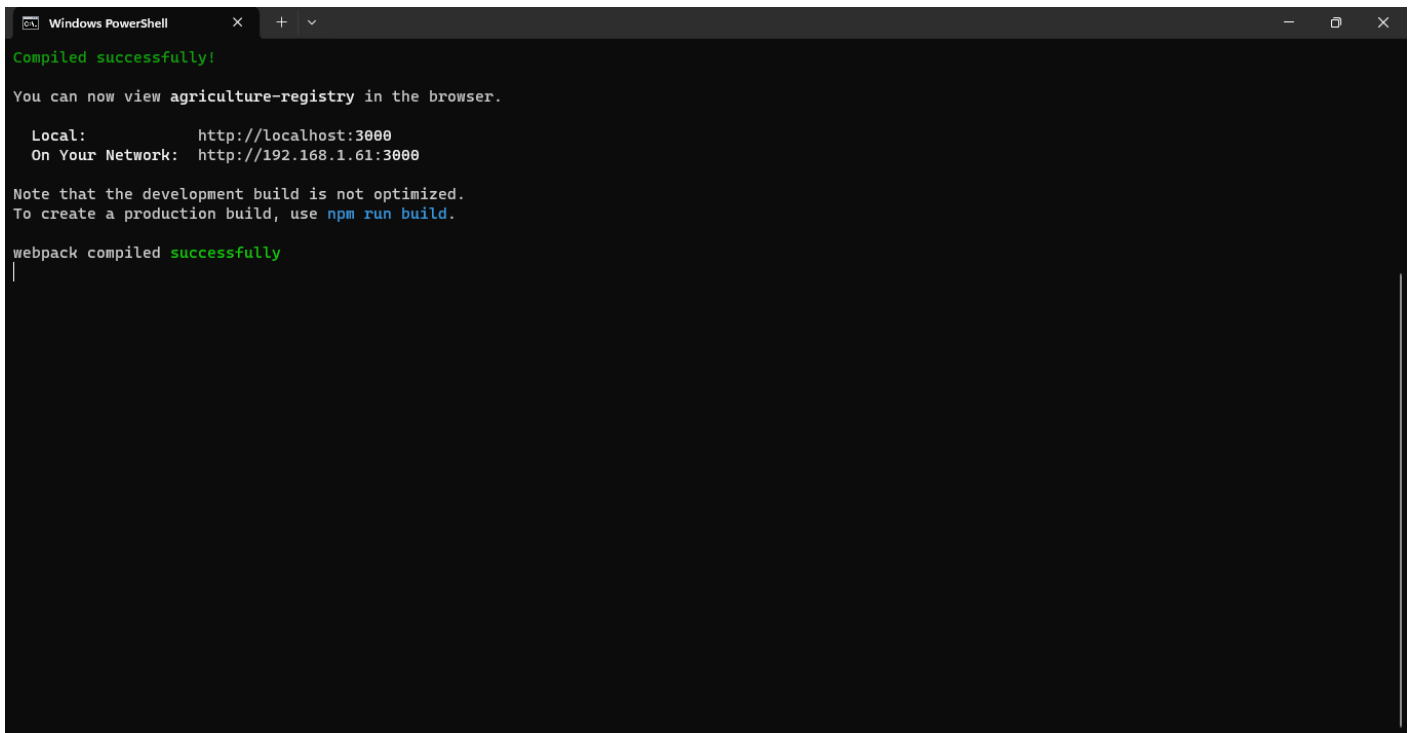 Windows PowerShell
Compiled successfully!
You can now view agriculture-registry in the browser.
Local: http://localhost:3000
On Your Network: http://192.168.1.61:3000
Note that the development build is not optimized.
To create a production build, use npm run build.
webpack compiled successfully